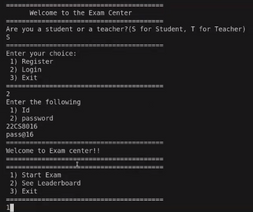 ========================================
Welcome to the Exam Center
========================================
Are you a student or a teacher?(S for Student, T for Teacher)
S
========================================
Enter your choice:
1) Register
2) Login
3) Exit
========================================
2
Enter the following
1) Id
2) password
22CS8016
pass@16
========================================
Welcome to Exam center!!
========================================
========================================
1) Start Exam
2) See Leaderboard
3) Exit
========================================
1